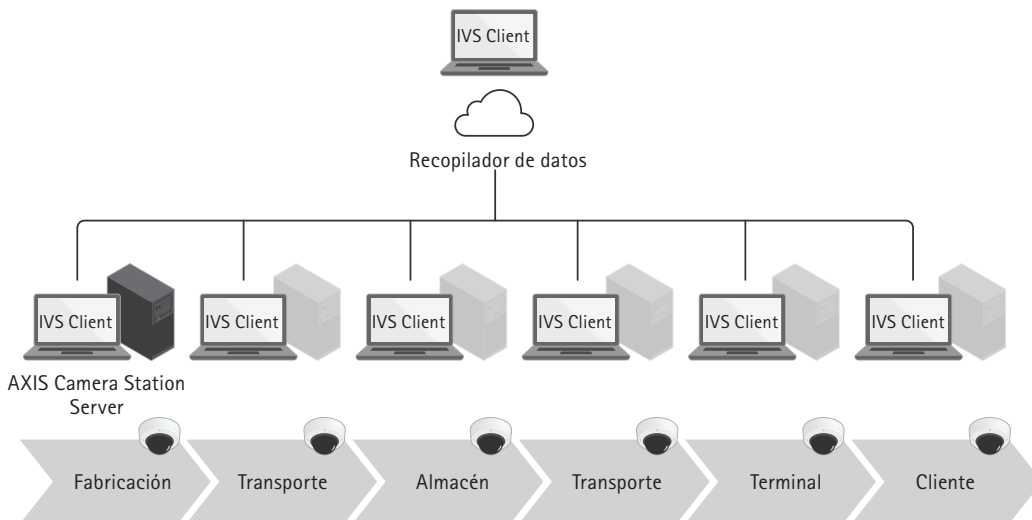 IVS Client
Recopilador de datos
IVS Client
IVS Client
IVS Client
IVS Client
IVS Client
IVS Client
AXIS Camera Station
Server
Fabricación
Transporte
Almacén
Transporte
Terminal
Cliente